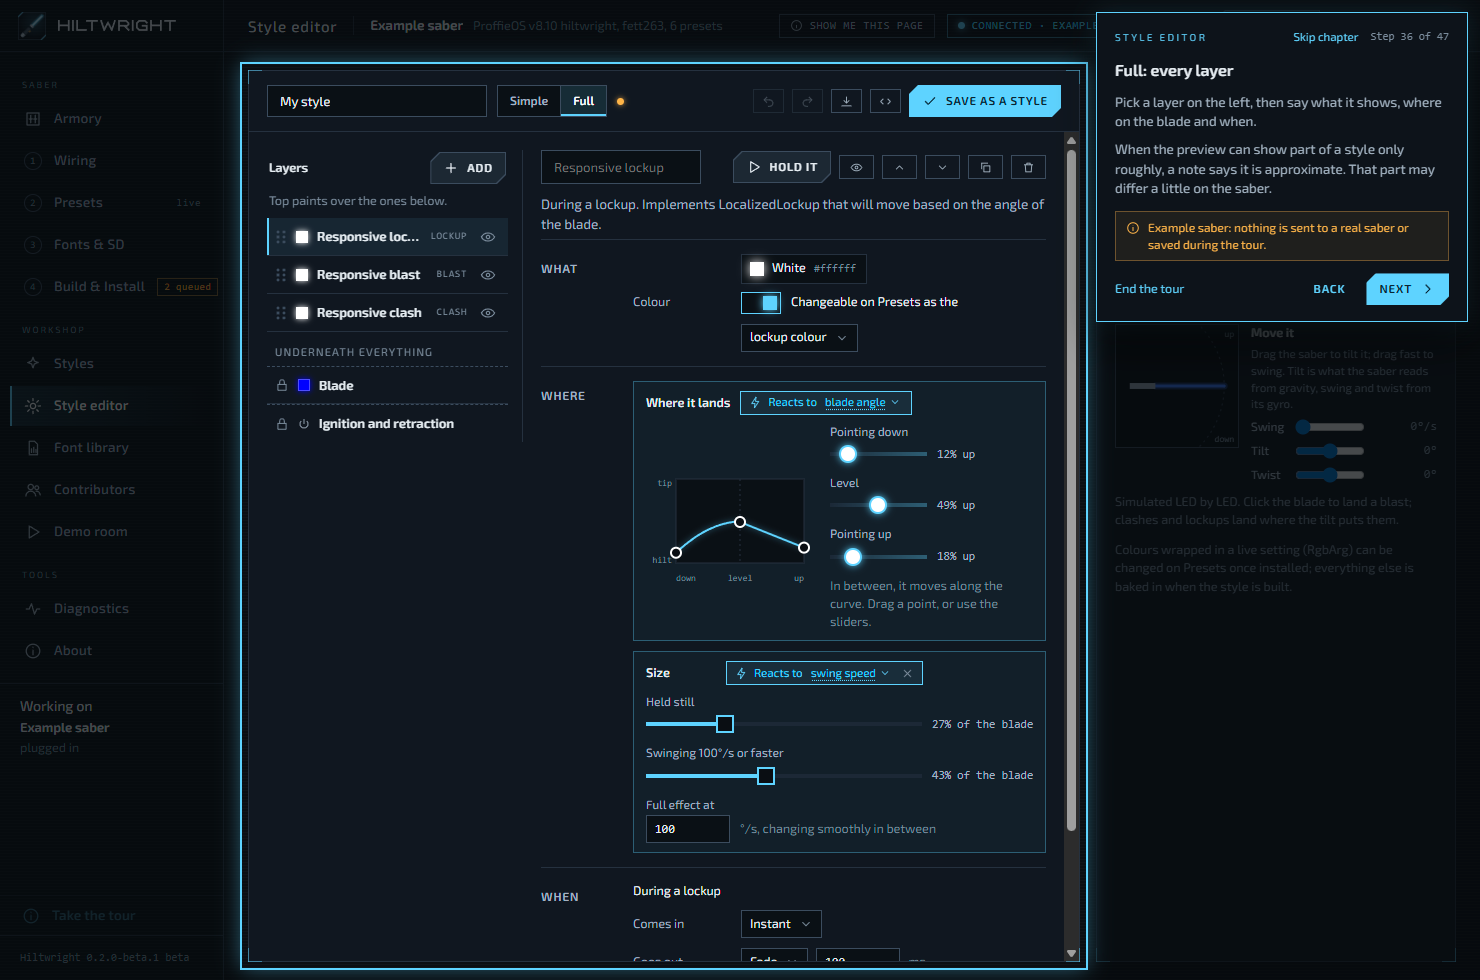 HILTWRIGHT
Style editor
Example saber
ProffieOS v8.10 hiltwright, fett263, 6 presets
SHOW ME THIS PAGE
CONNECTED · EXAMPLE
SABER
Armory
1 Wiring
2 Presets live
3 Fonts & SD
4 Build & Install 2 queued
WORKSHOP
Styles
Style editor
Font library
Contributors
Demo room
TOOLS
Diagnostics
About
Working on
Example saber
plugged in
Take the tour
Hiltwright 0.2.0-beta.1 beta
My style
Simple
Full
SAVE AS A STYLE
Layers
ADD
Top paints over the ones below.
Responsive loc... LOCKUP
Responsive blast BLAST
Responsive clash CLASH
UNDERNEATH EVERYTHING
Blade
Ignition and retraction
Responsive lockup
HOLD IT
During a lockup. Implements LocalizedLockup that will move based on the angle of
the blade.
WHAT
White #ffffff
Colour
Changeable on Presets as the
lockup colour
WHERE
Where it lands
Reacts to blade angle
Pointing down
12% up
Level
49% up
Pointing up
18% up
tip
hilt
down level up
In between, it moves along the
curve. Drag a point, or use the
sliders.
Size
Reacts to swing speed
Held still
27% of the blade
Swinging 100°/s or faster
43% of the blade
Full effect at
100 °/s, changing smoothly in between
WHEN
During a lockup
Comes in
Instant
Goes out
Fade
100
ms
STYLE EDITOR
Skip chapter
Step 36 of 47
Full: every layer
Pick a layer on the left, then say what it shows, where
on the blade and when.
When the preview can show part of a style only
roughly, a note says it is approximate. That part may
differ a little on the saber.
Example saber: nothing is sent to a real saber or
saved during the tour.
End the tour
BACK
NEXT
up
down
Move it
Drag the saber to tilt it; drag fast to
swing. Tilt is what the saber reads
from gravity, swing and twist from
its gyro.
Swing 0°/s
Tilt 0°
Twist 0°
Simulated LED by LED. Click the blade to land a blast;
clashes and lockups land where the tilt puts them.
Colours wrapped in a live setting (RgbArg) can be
changed on Presets once installed; everything else is
baked in when the style is built.